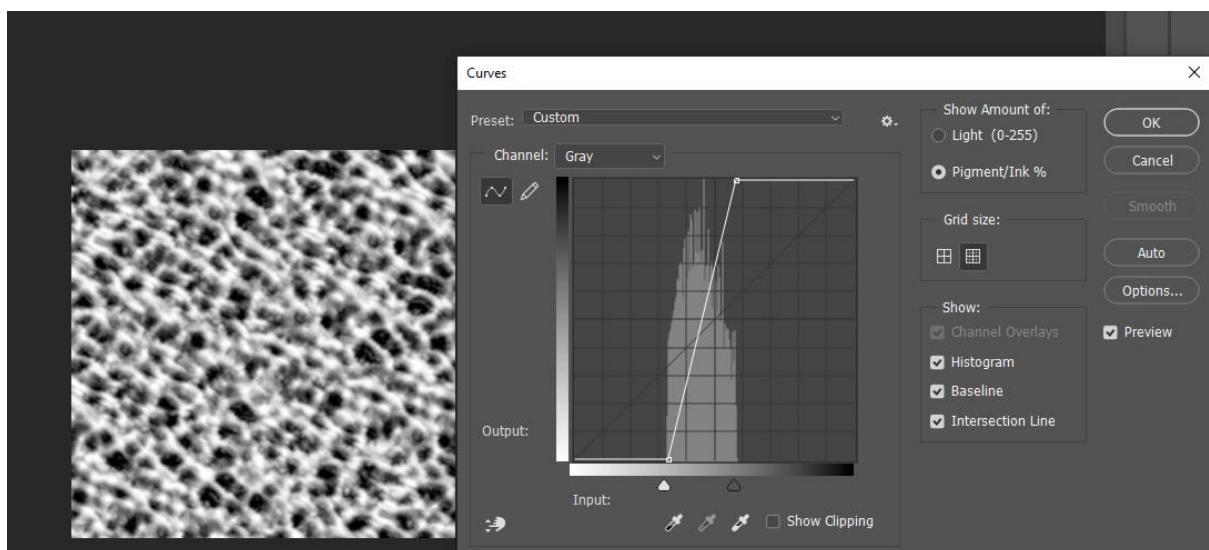 Curves
Preset: Custom
Channel: Gray
Output:
Input:
Show Clipping
Show Amount of:
Light (0-255)
Pigment/Ink %
Grid size:
Show:
Channel Overlays
Histogram
Baseline
Intersection Line
OK
Cancel
Smooth
Auto
Options...
Preview